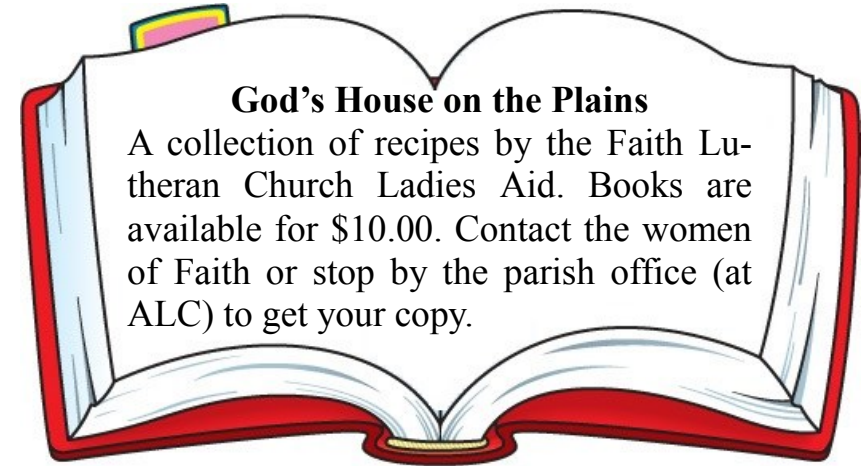 God’s House on the Plains
A collection of recipes by the Faith Lu-
theran Church Ladies Aid. Books are
available for $10.00. Contact the women
of Faith or stop by the parish office (at
ALC) to get your copy.